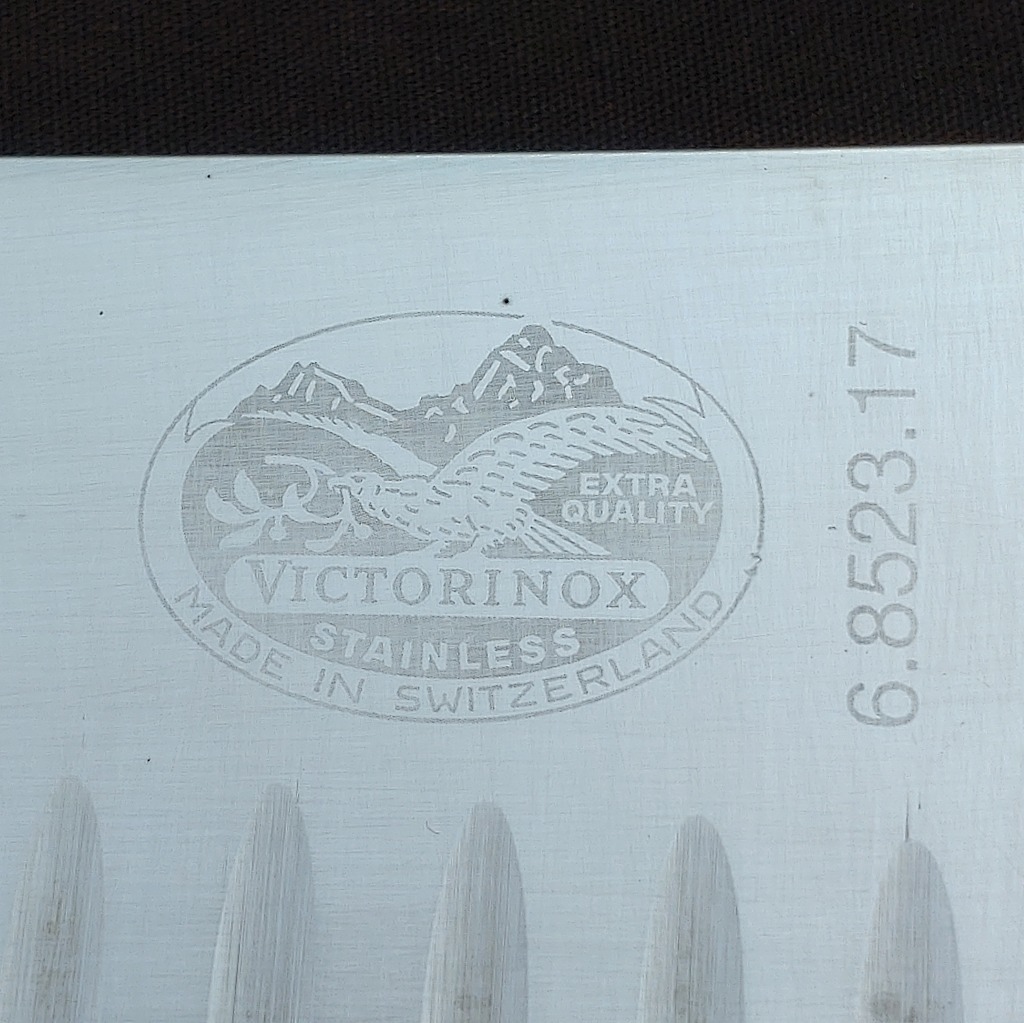 EXTRA
QUALITY
VICTORINOX
STAINLESS
MADE IN SWITZERLAND
6.8523.17